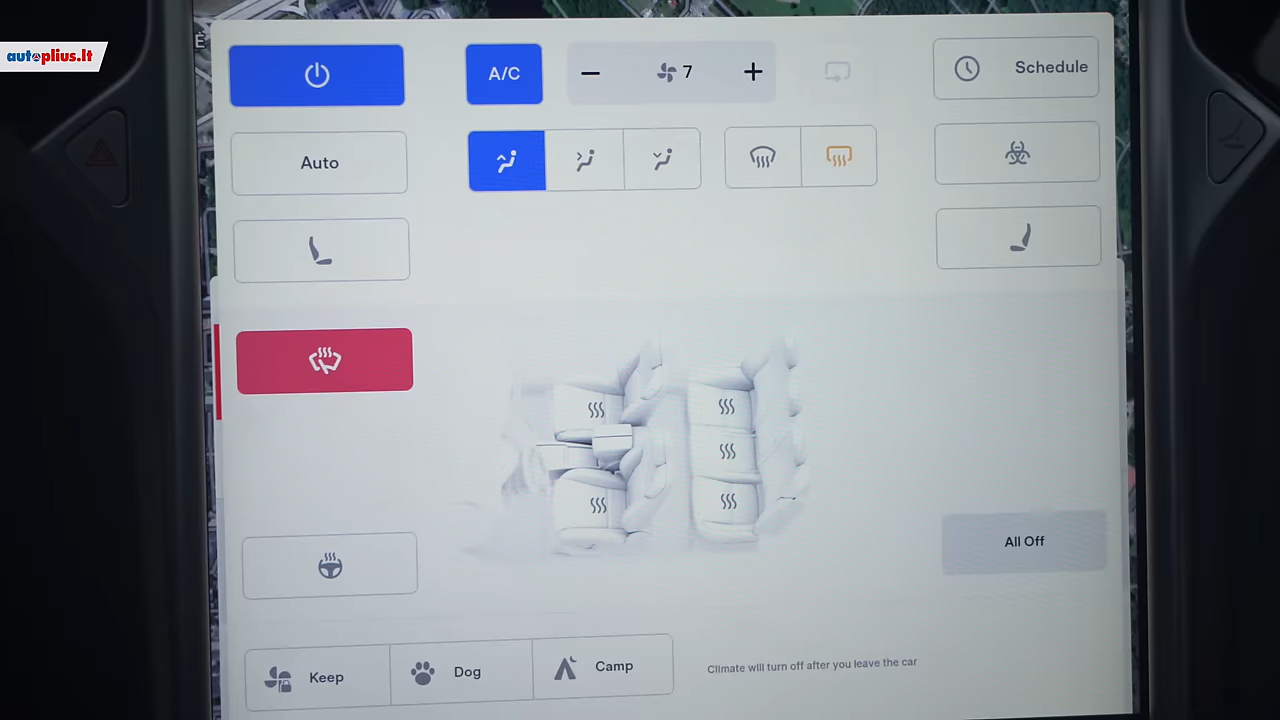 autoplius.lt
E
A/C
7
Schedule
Auto
All Off
Keep
Dog
Camp
Climate will turn off after you leave the car